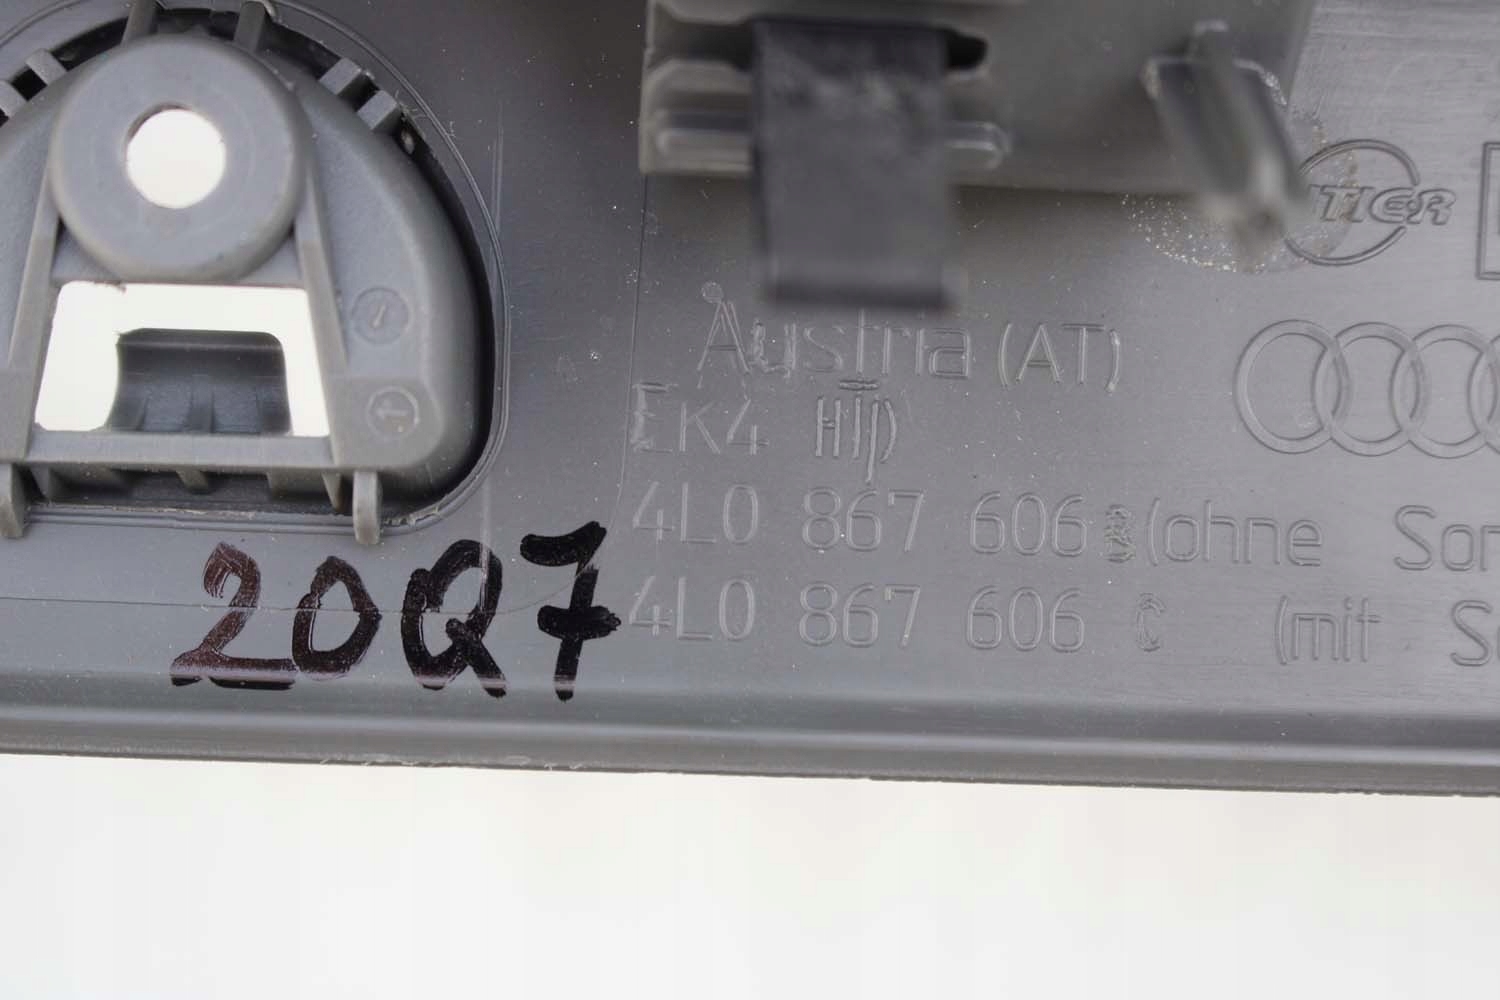 Austria (AT)
EK4
4L0 867 606 (ohne
4L0 867 606 C (mit
20Q7